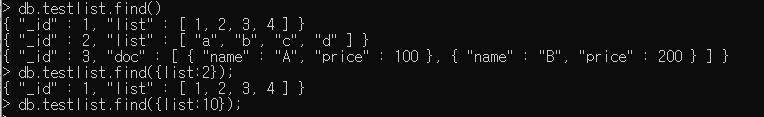 > db.testlist.find()
{ "_id" : 1, "list" : [ 1, 2, 3, 4 ] }
{ "_id" : 2, "list" : [ "a", "b", "c", "d" ] }
{ "_id" : 3, "doc" : [ { "name" : "A", "price" : 100 }, { "name" : "B", "price" : 200 } ] }
> db.testlist.find({list:2});
{ "_id" : 1, "list" : [ 1, 2, 3, 4 ] }
> db.testlist.find({list:10});